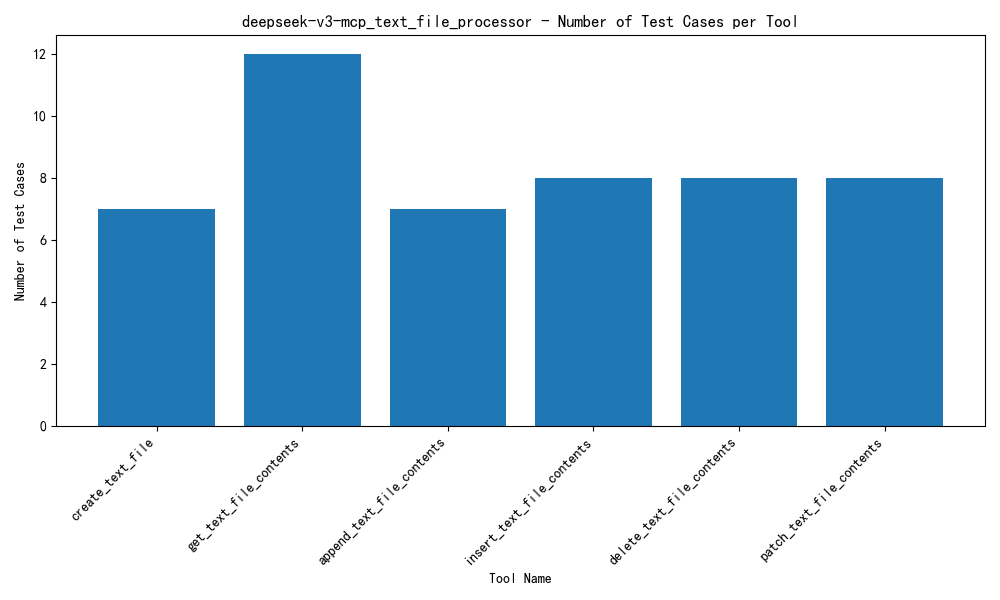 deepseek-v3-mcp_text_file_processor - Number of Test Cases per Tool
Number of Test Cases
12
10
8
6
4
2
0
create_text_file
get_text_file_contents
append_text_file_contents
insert_text_file_contents
delete_text_file_contents
patch_text_file_contents
Tool Name